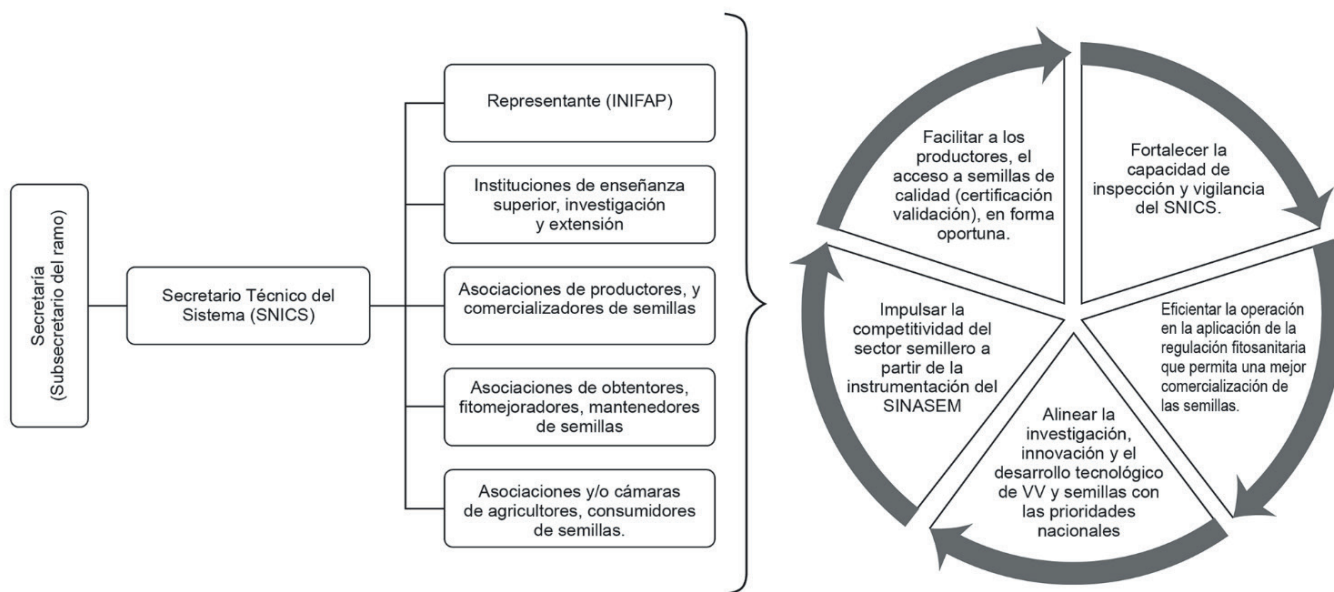 Secretaría
(Subsecretario del ramo)
Secretario Técnico del
Sistema (SNICS)
Representante (INIFAP)
Instituciones de enseñanza
superior, investigación
y extensión
Asociaciones de productores, y
comercializadores de semillas
Asociaciones de obtentores,
fitomejoradores, mantenedores
de semillas
Asociaciones y/o cámaras
de agricultores, consumidores
de semillas.
Facilitar a los
productores, el
acceso a semillas de
calidad (certificación
validación), en forma
oportuna.
Fortalecer la
capacidad de
inspección y vigilancia
del SNICS.
Eficientar la operación
en la aplicación de la
regulación fitosanitaria
que permita una mejor
comercialización de
las semillas.
Alinear la
investigación,
innovación y el
desarrollo tecnológico
de VV y semillas con
las prioridades
nacionales
Impulsar la
competitividad del
sector semillero a
partir de la
instrumentación del
SINASEM